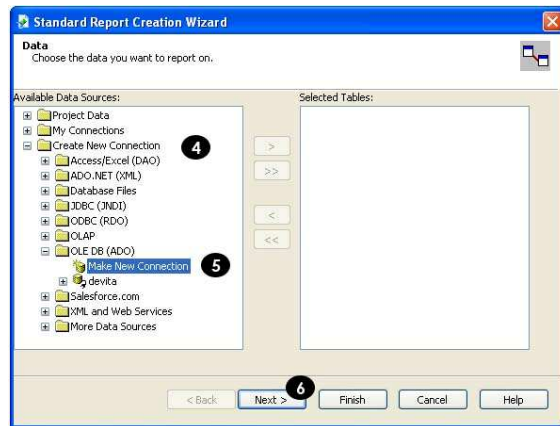 Standard Report Creation Wizard
Data
Choose the data you want to report on.
Available Data Sources:
Selected Tables:
Project Data
My Connections
Create New Connection
4
Access/Excel (DAO)
ADO.NET (XML)
Database Files
JDBC (JNDI)
ODBC (RDO)
OLAP
OLE DB (ADO)
Make New Connection
5
devita
Salesforce.com
XML and Web Services
More Data Sources
>
>>
<
<<
6
< Back
Next >
Finish
Cancel
Help